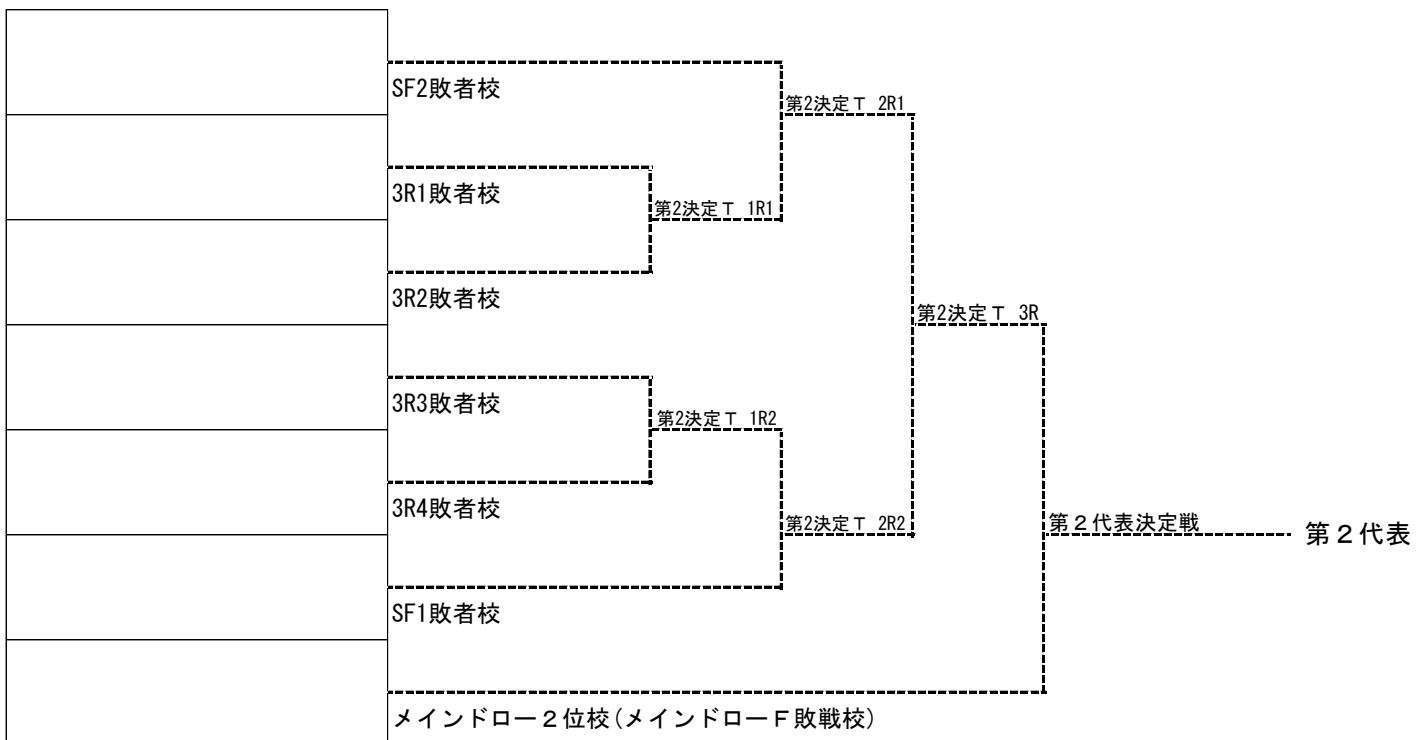 SF2敗者校
第2決定Ｔ 2R1
3R1敗者校
第2決定Ｔ 1R1
3R2敗者校
第2決定Ｔ 3R
3R3敗者校
第2決定Ｔ 1R2
3R4敗者校
第2決定Ｔ 2R2
第２代表決定戦
第２代表
SF1敗者校
メインドロー２位校(メインドローＦ敗戦校)